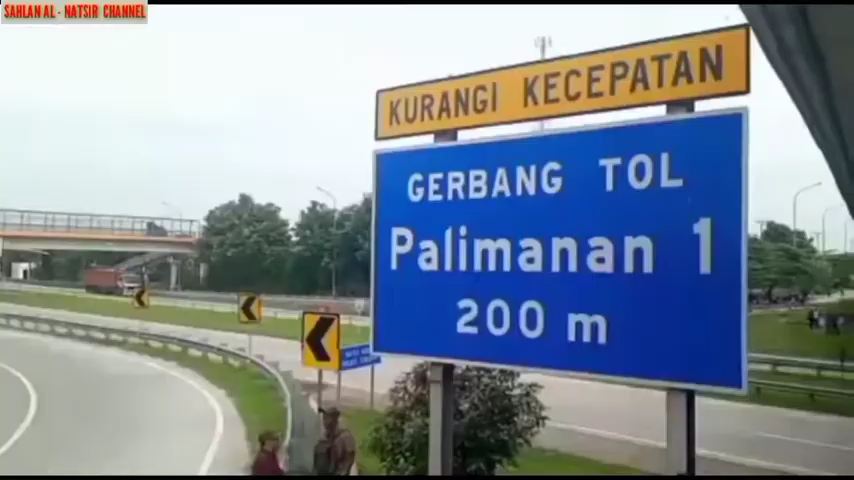 SAHLAN AL - NATSIR CHANNEL
KURANGI KECEPATAN
GERBANG TOL
Palimanan 1
200 m